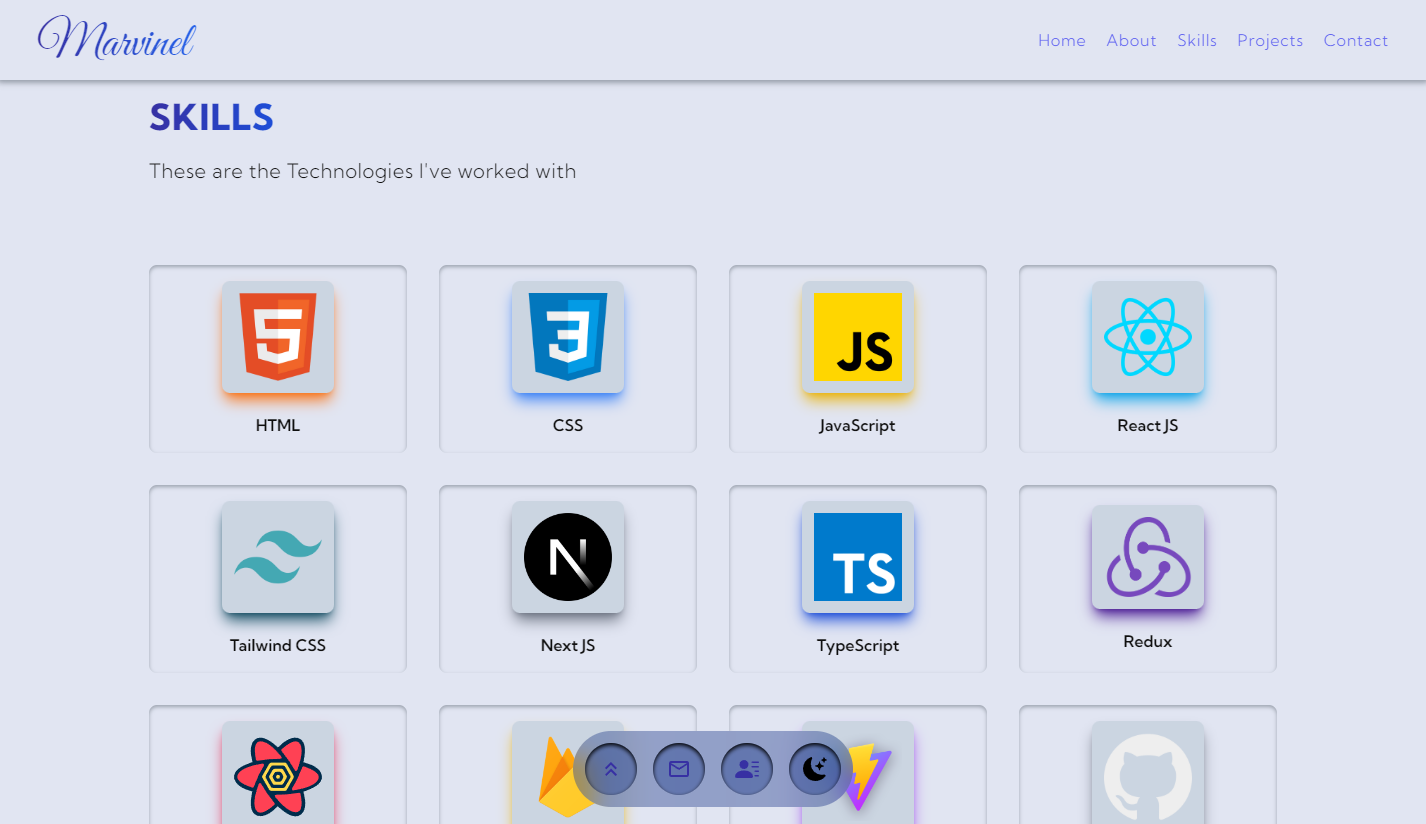 Marvinel
Home About Skills Projects Contact
SKILLS
These are the Technologies I've worked with
5 3 JS
HTML CSS JavaScript React JS
N TS
Tailwind CSS Next JS TypeScript Redux